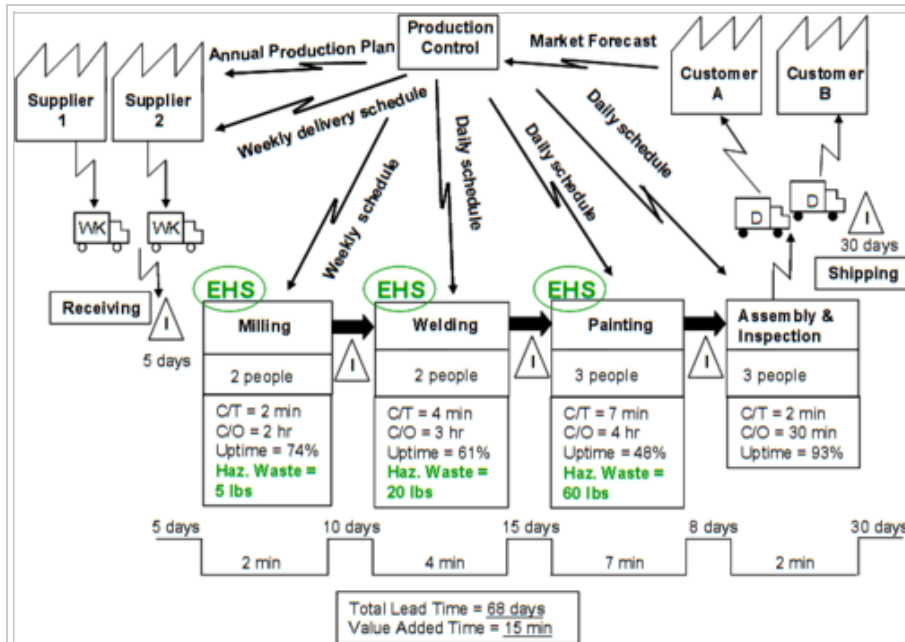 Production
Control
Annual Production Plan
Market Forecast
Supplier
1
Supplier
2
Customer
A
Customer
B
Weekly delivery schedule
Weekly schedule
Daily schedule
Daily schedule
Daily schedule
WK
WK
D
D
I
30 days
Shipping
Receiving
I
5 days
EHS
Milling
2 people
C/T = 2 min
C/O = 2 hr
Uptime = 74%
Haz. Waste =
5 lbs
I
EHS
Welding
2 people
C/T = 4 min
C/O = 3 hr
Uptime = 61%
Haz. Waste =
20 lbs
I
EHS
Painting
3 people
C/T = 7 min
C/O = 4 hr
Uptime = 48%
Haz. Waste =
60 lbs
I
Assembly &
Inspection
3 people
C/T = 2 min
C/O = 30 min
Uptime = 93%
5 days
10 days
15 days
8 days
30 days
2 min
4 min
7 min
2 min
Total Lead Time = 68 days
Value Added Time = 15 min